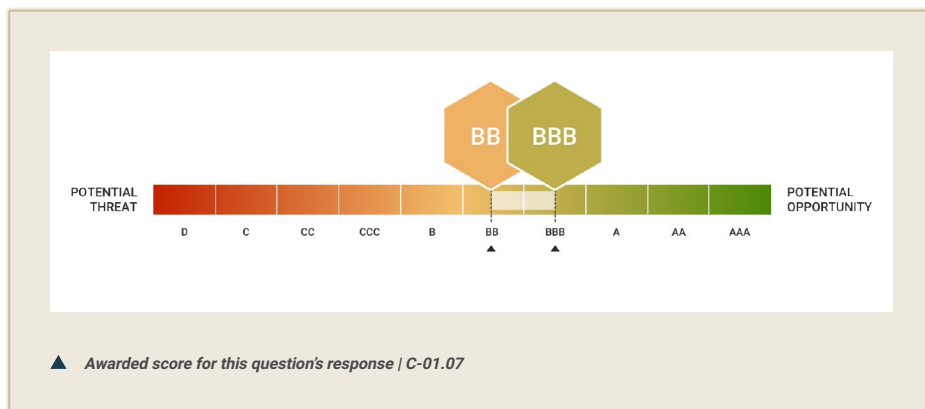 BB BBB
POTENTIAL
THREAT
POTENTIAL
OPPORTUNITY
D C CC CCC B BB BBB A AA AAA
Awarded score for this question's response | C-01.07